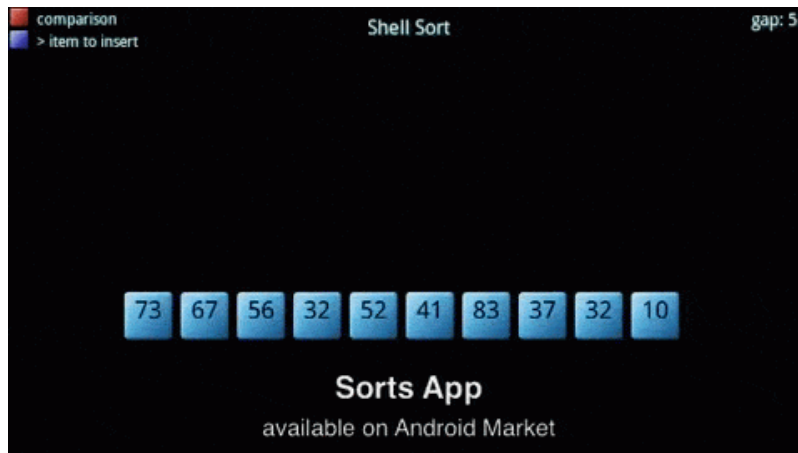 comparison
> item to insert
Shell Sort
gap: 5
73 67 56 32 52 41 83 37 32 10
Sorts App
available on Android Market